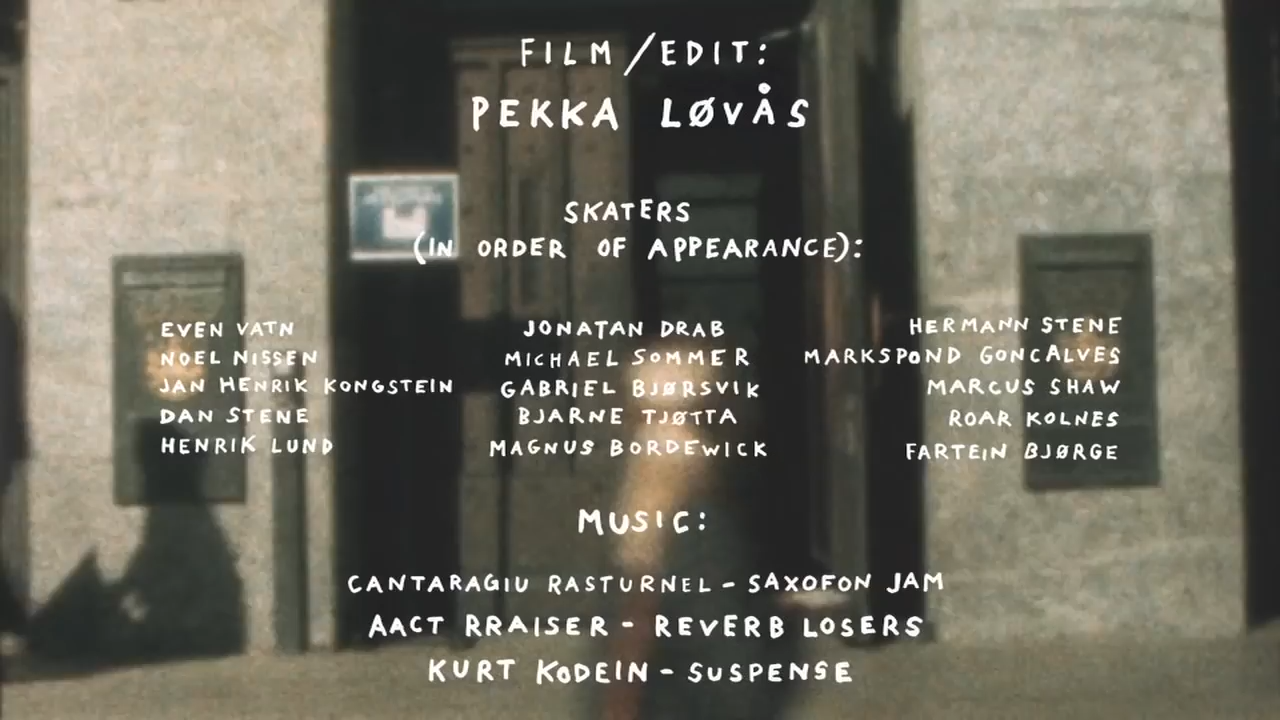 FILM/EDIT:
PEKKA LØVÅS
SKATERS
(IN ORDER OF APPEARANCE):
EVEN VATN
NOEL NISSEN
JAN HENRIK KONGSTEIN
DAN STENE
HENRIK LUND
JONATAN DRAB
MICHAEL SOMMER
GABRIEL BJØRSVIK
BJARNE TJØTTA
MAGNUS BORDEWICK
HERMANN STENE
MARKSPOND GONCALVES
MARCUS SHAW
ROAR KOLNES
FARTEIN BJØRGE
MUSIC:
CANTARAGIU RASTURNEL - SAXOFON JAM
AACT RRAISER - REVERB LOSERS
KURT KODEIN - SUSPENSE